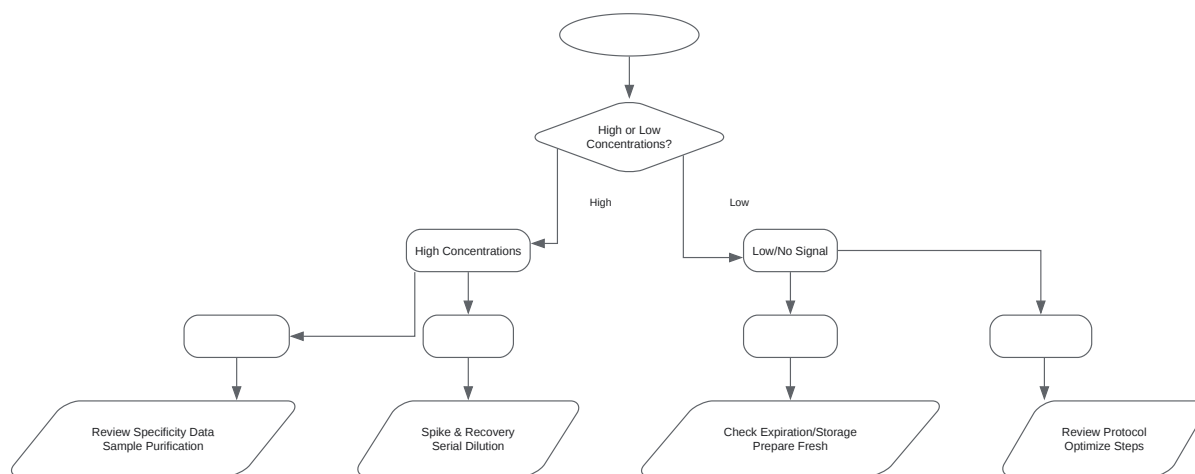 High or Low
Concentrations?
High
Low
High Concentrations
Low/No Signal
Review Specificity Data
Sample Purification
Spike & Recovery
Serial Dilution
Check Expiration/Storage
Prepare Fresh
Review Protocol
Optimize Steps